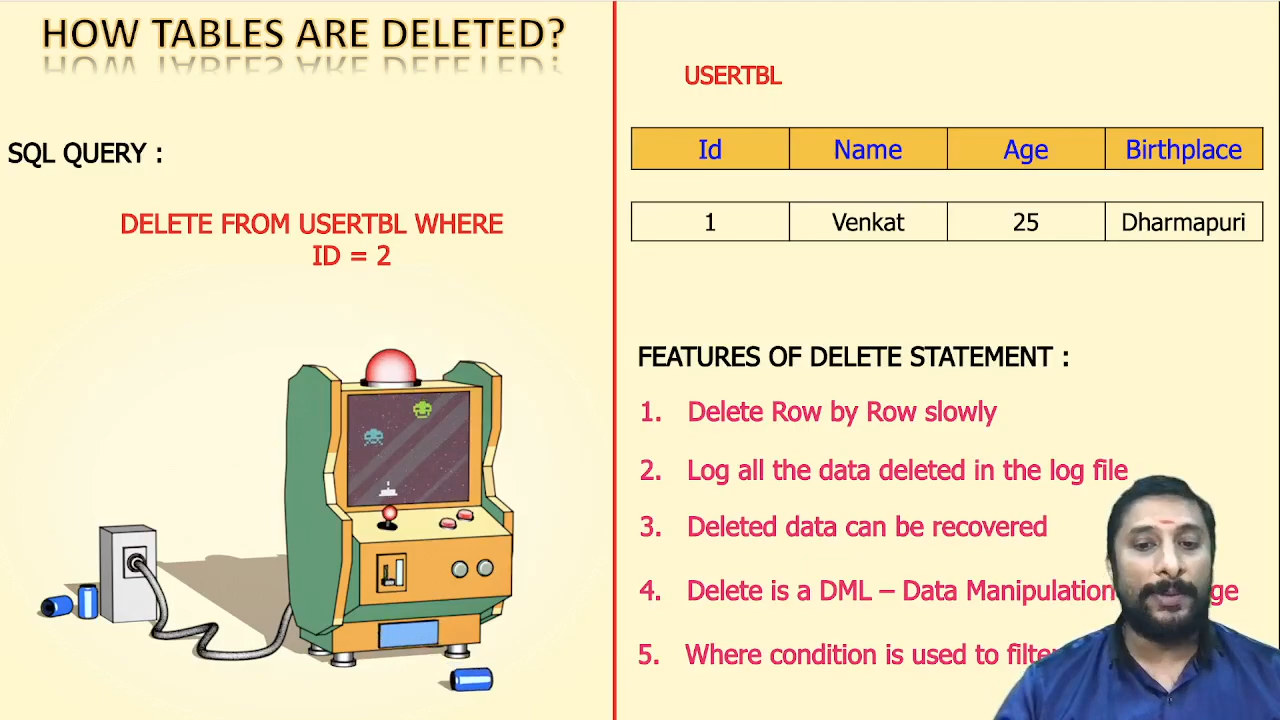 HOW TABLES ARE DELETED?
SQL QUERY :
DELETE FROM USERTBL WHERE
ID = 2
USERTBL
Id Name Age Birthplace
1 Venkat 25 Dharmapuri
FEATURES OF DELETE STATEMENT :
1. Delete Row by Row slowly
2. Log all the data deleted in the log file
3. Deleted data can be recovered
4. Delete is a DML – Data Manipulation
5. Where condition is used to